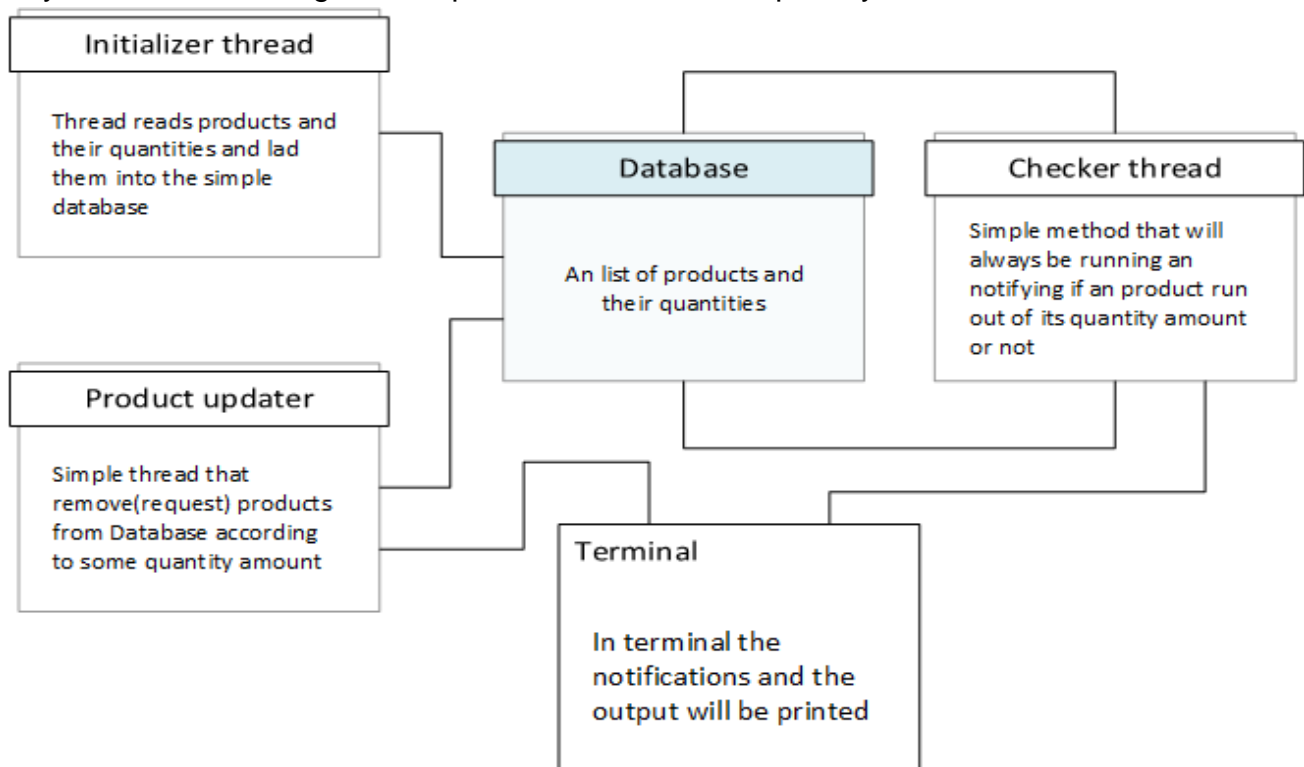 Initializer thread
Thread reads products and
their quantities and lad
them into the simple
database
Database
An list of products and
their quantities
Checker thread
Simple method that will
always be running an
notifying if an product run
out of its quantity amount
or not
Product updater
Simple thread that
remove(request) products
from Database according
to some quantity amount
Terminal
In terminal the
notifications and the
output will be printed